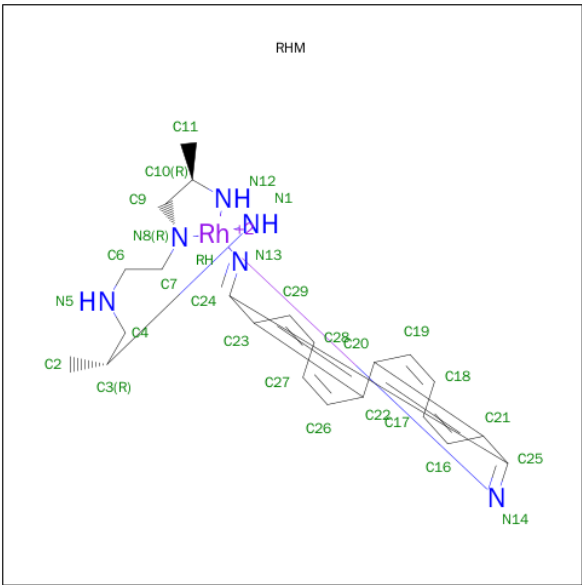 RHM
C11
C10(R)
NH
N12
C9
N1
NH
N8(R)
N
Rh
+2
C6
RH
N
N13
C7
N5
HN
C24
C29
C4
C23
C28
C20
C19
C2
C3(R)
C27
C18
C26
C22
C17
C21
C16
C25
N
N14